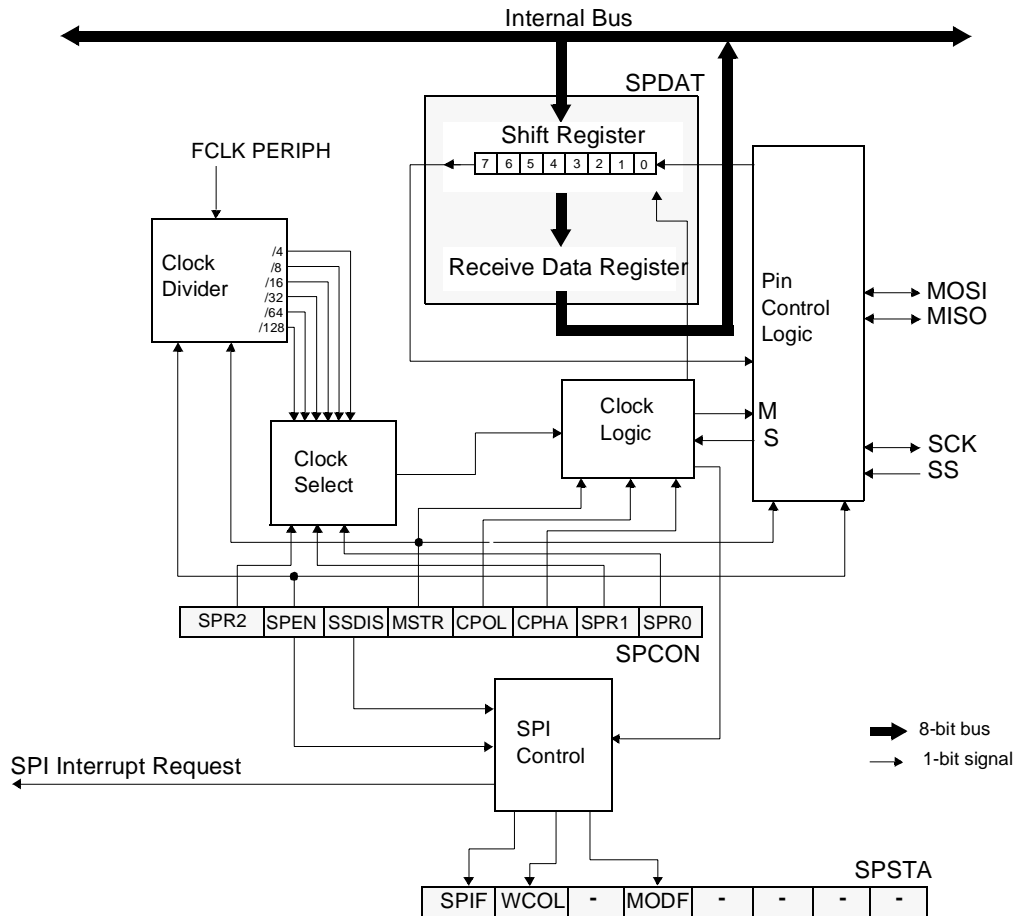 Internal Bus
SPDAT
Shift Register
7 6 5 4 3 2 1 0
FCLK PERIPH
Clock
Divider
/4
/8
/16
/32
/64
/128
Receive Data Register
Pin
Control
Logic
MOSI
MISO
Clock
Logic
M
S
SCK
SS
Clock
Select
SPR2 SPEN SSDIS MSTR CPOL CPHA SPR1 SPR0
SPCON
SPI
Control
8-bit bus
1-bit signal
SPI Interrupt Request
SPSTA
SPIF WCOL - MODF - - - -